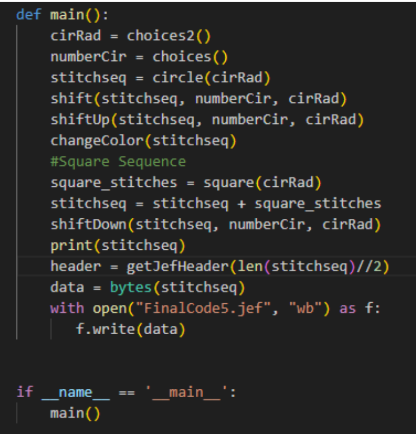 def main():
    cirRad = choices2()
    numberCir = choices()
    stitchseq = circle(cirRad)
    shift(stitchseq, numberCir, cirRad)
    shiftUp(stitchseq, numberCir, cirRad)
    changeColor(stitchseq)
    #Square Sequence
    square_stitches = square(cirRad)
    stitchseq = stitchseq + square_stitches
    shiftDown(stitchseq, numberCir, cirRad)
    print(stitchseq)
    header = getJefHeader(len(stitchseq)//2)
    data = bytes(stitchseq)
    with open("FinalCode5.jef", "wb") as f:
        f.write(data)

if __name__ == '__main__':
    main()